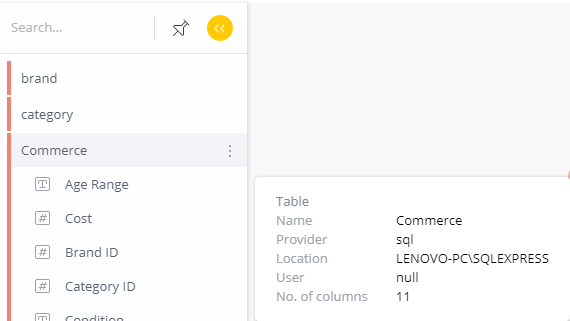 Search...
brand
category
Commerce
Age Range
Cost
Brand ID
Category ID
Condition
Table
Name Commerce
Provider sql
Location LENOVO-PC\SQLEXPRESS
User null
No. of columns 11